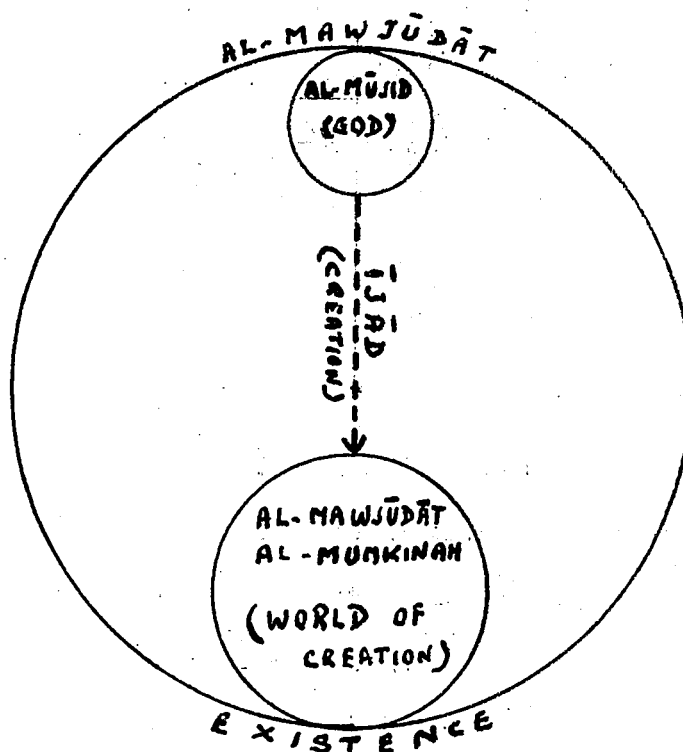 AL-MAWJŪDĀT
AL-MŪJID
(GOD)
ĪJĀD
(CREATION)
AL-MAWJŪDĀT
AL-MUMKINAH
(WORLD OF
CREATION)
EXISTENCE